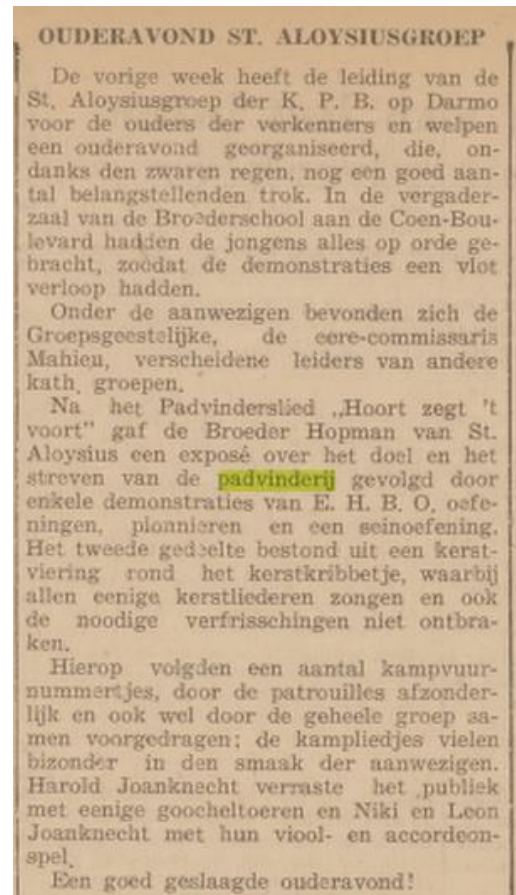 OUDERAVOND ST. ALOYSIUSGROEP
De vorige week heeft de leiding van de
St. Aloysiusgroep der K. P. B. op Darmo
voor de ouders der verkenners en welpen
een ouderavond georganiseerd, die, on-
danks den zwaren regen, nog een goed aan-
tal belangstellenden trok. In de vergader-
zaal van de Broederschool aan de Coen-Bou-
levard hadden de jongens alles op orde ge-
bracht, zoodat de demonstraties een vlot
verloop hadden.
Onder de aanwezigen bevonden zich de
Groepsgeestelijke, de eere-commissaris
Mahieu, verscheidene leiders van andere
kath. groepen.
Na het Padvinderslied „Hoort zegt 't
voort" gaf de Broeder Hopman van St.
Aloysius een exposé over het doel en het
streven van de padvinderij gevolgd door
enkele demonstraties van E. H. B. O. oefe-
ningen, pionnieren en een seinoefening.
Het tweede gedeelte bestond uit een kerst-
viering rond het kerstkribbetje, waarbij
allen eenige kerstliederen zongen en ook
de noodige verfrisschingen niet ontbra-
ken.
Hierop volgden een aantal kampvuur-
nummertjes, door de patrouilles afzonder-
lijk en ook wel door de geheele groep sa-
men voorgedragen; de kampliedjes vielen
bizonder in den smaak der aanwezigen.
Harold Joanknecht verraste het publiek
met eenige goocheltoeren en Niki en Leon
Joanknecht met hun viool- en accordeon-
spel.
Een goed geslaagde ouderavond!